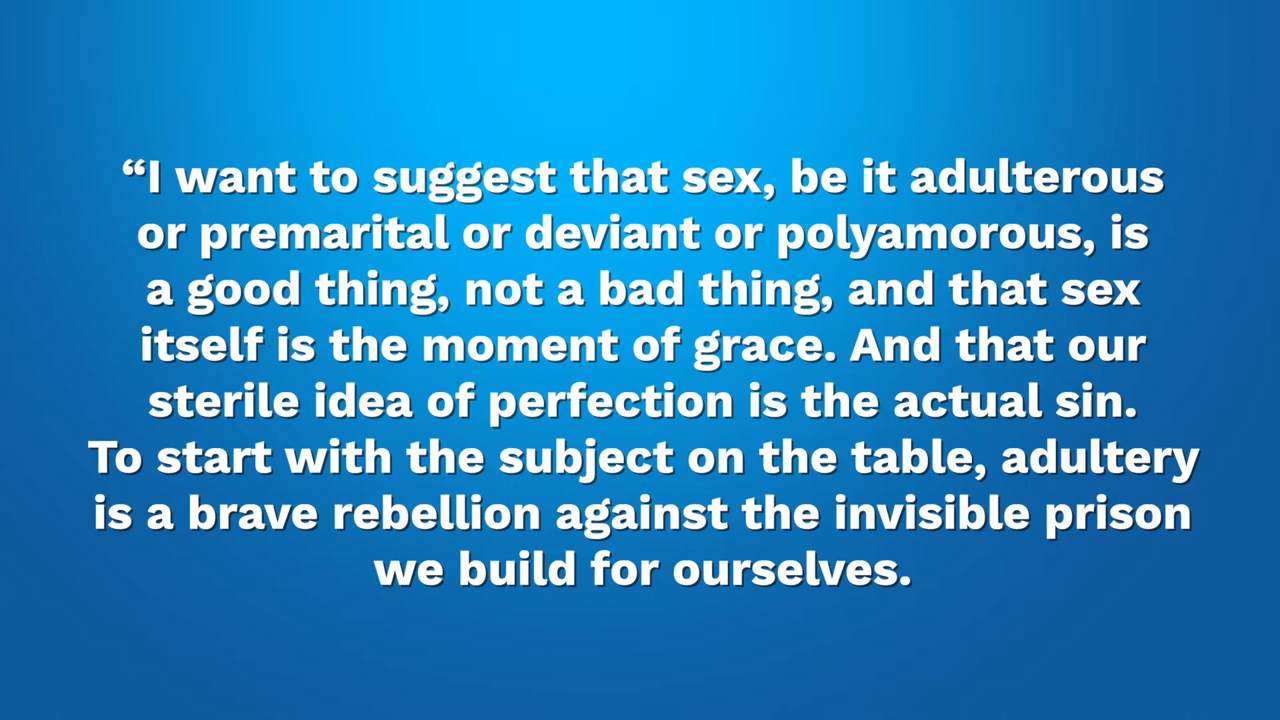 “I want to suggest that sex, be it adulterous
or premarital or deviant or polyamorous, is
a good thing, not a bad thing, and that sex
itself is the moment of grace. And that our
sterile idea of perfection is the actual sin.
To start with the subject on the table, adultery
is a brave rebellion against the invisible prison
we build for ourselves.